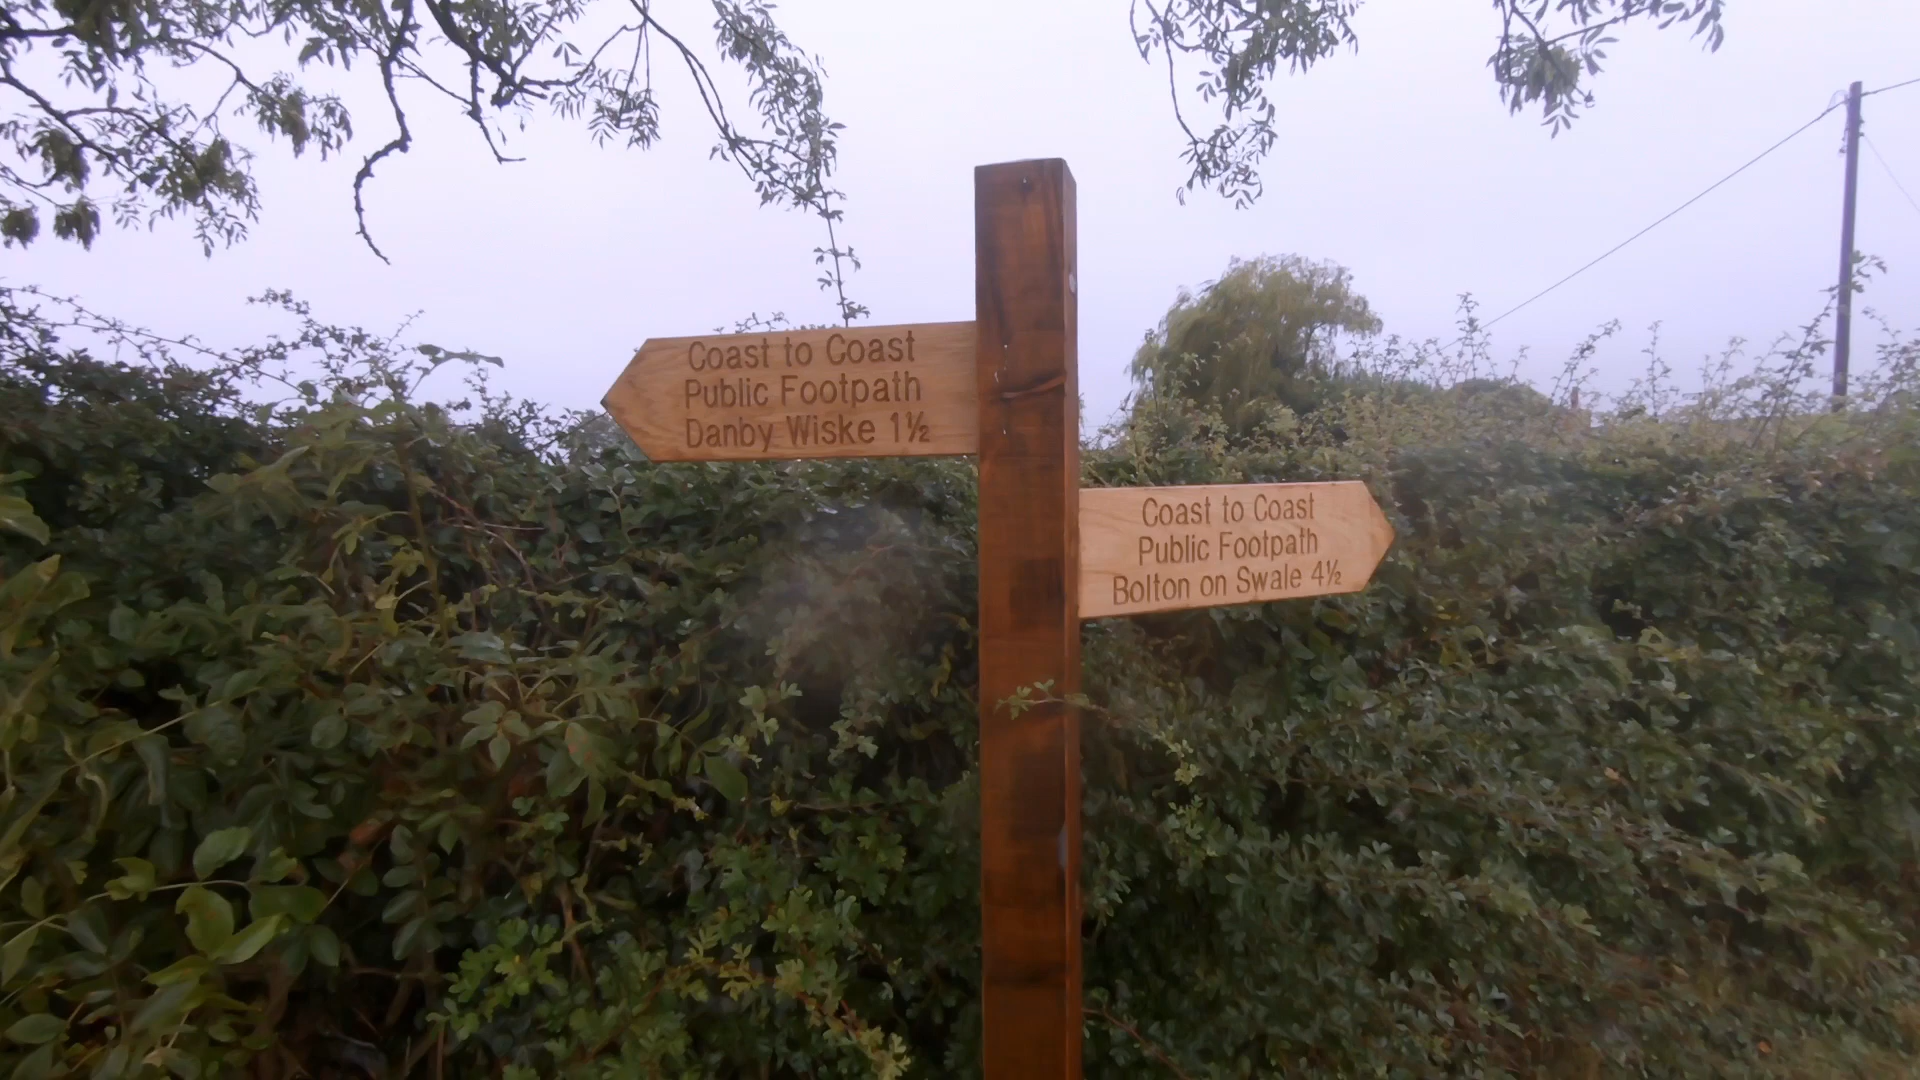 Coast to Coast
Public Footpath
Danby Wiske 1½
Coast to Coast
Public Footpath
Bolton on Swale 4½